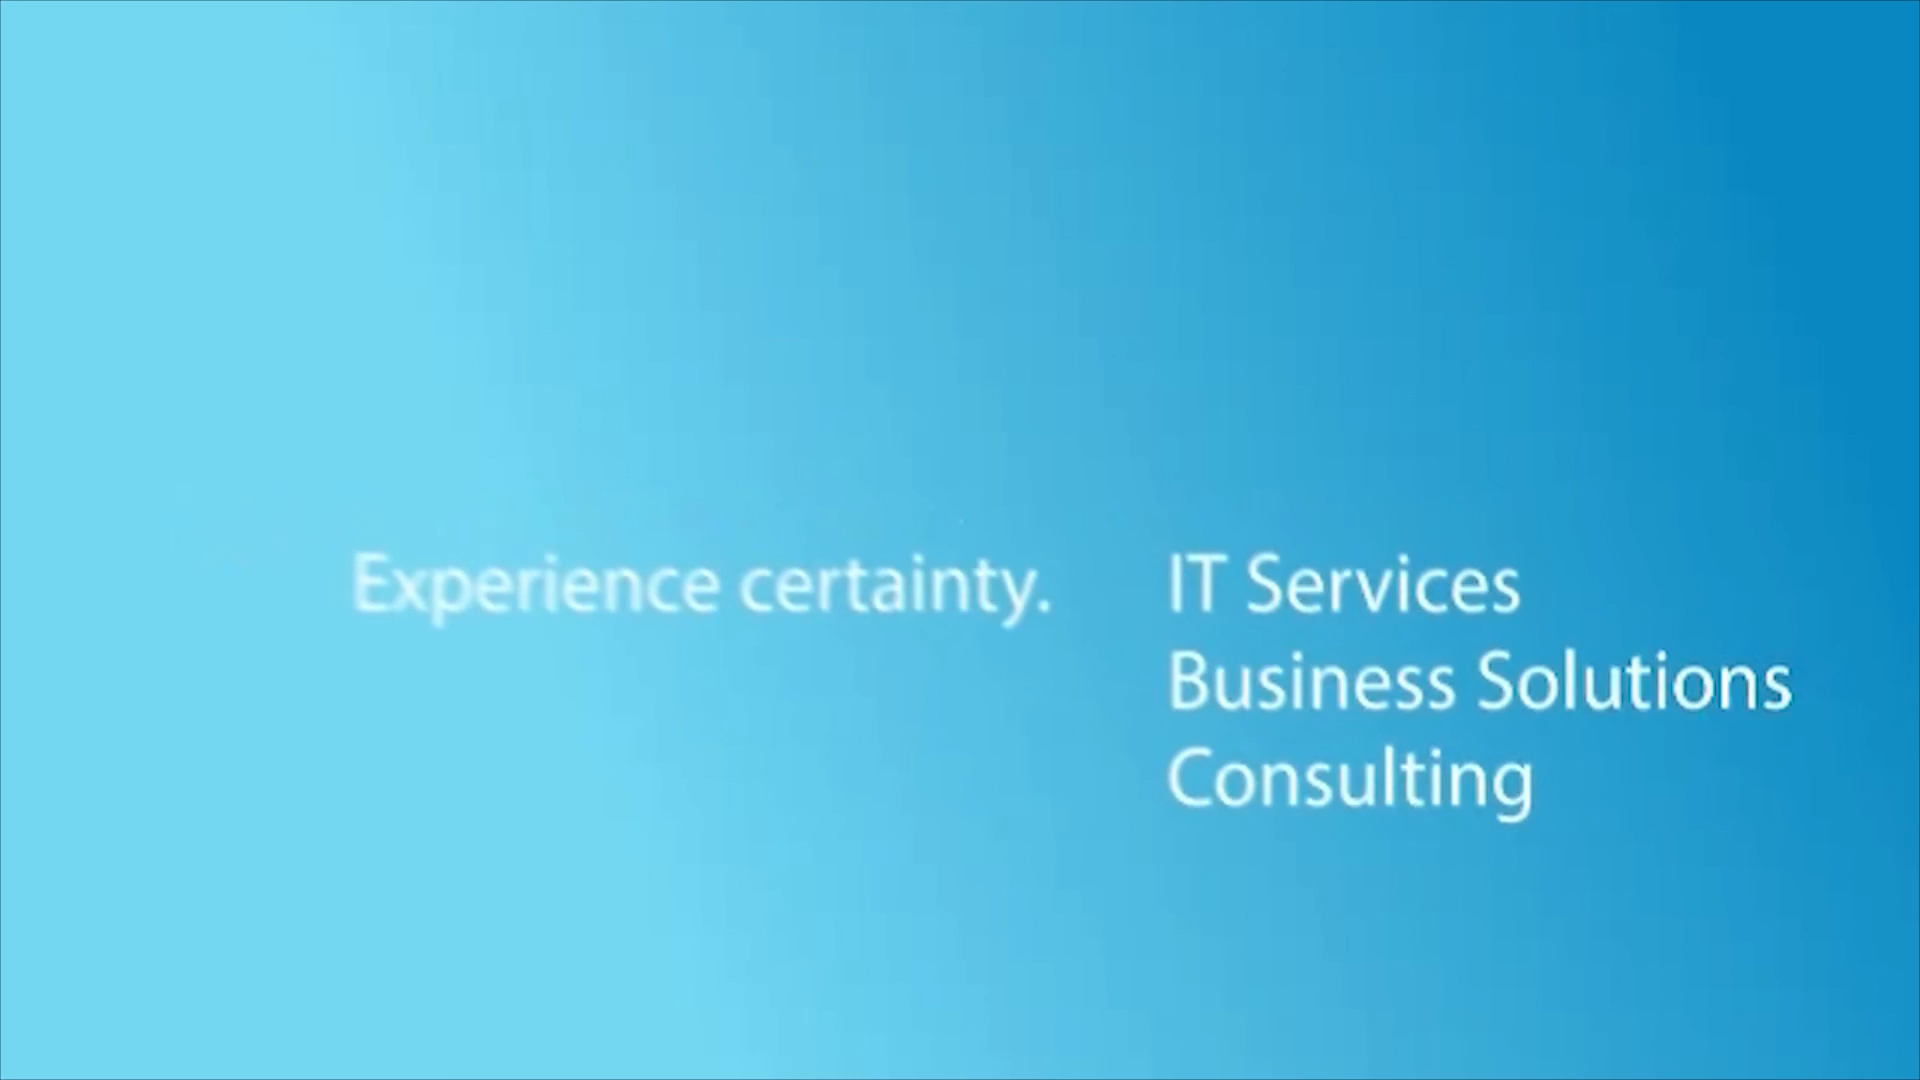 Experience certainty.
IT Services
Business Solutions
Consulting